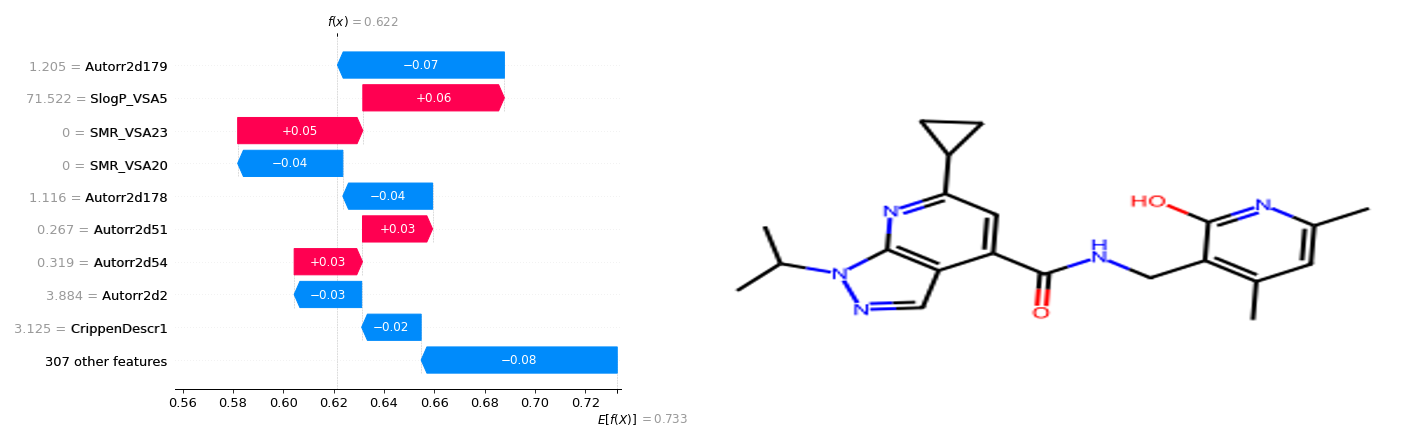 f(x) = 0.622
1.205 = Autorr2d179 −0.07
71.522 = SlogP_VSA5 +0.06
0 = SMR_VSA23 +0.05
0 = SMR_VSA20 −0.04
1.116 = Autorr2d178 −0.04
0.267 = Autorr2d51 +0.03
0.319 = Autorr2d54 +0.03
3.884 = Autorr2d2 −0.03
3.125 = CrippenDescr1 −0.02
307 other features −0.08
0.56 0.58 0.60 0.62 0.64 0.66 0.68 0.70 0.72
E[f(X)] = 0.733
HO N
N
H
N
N
N O